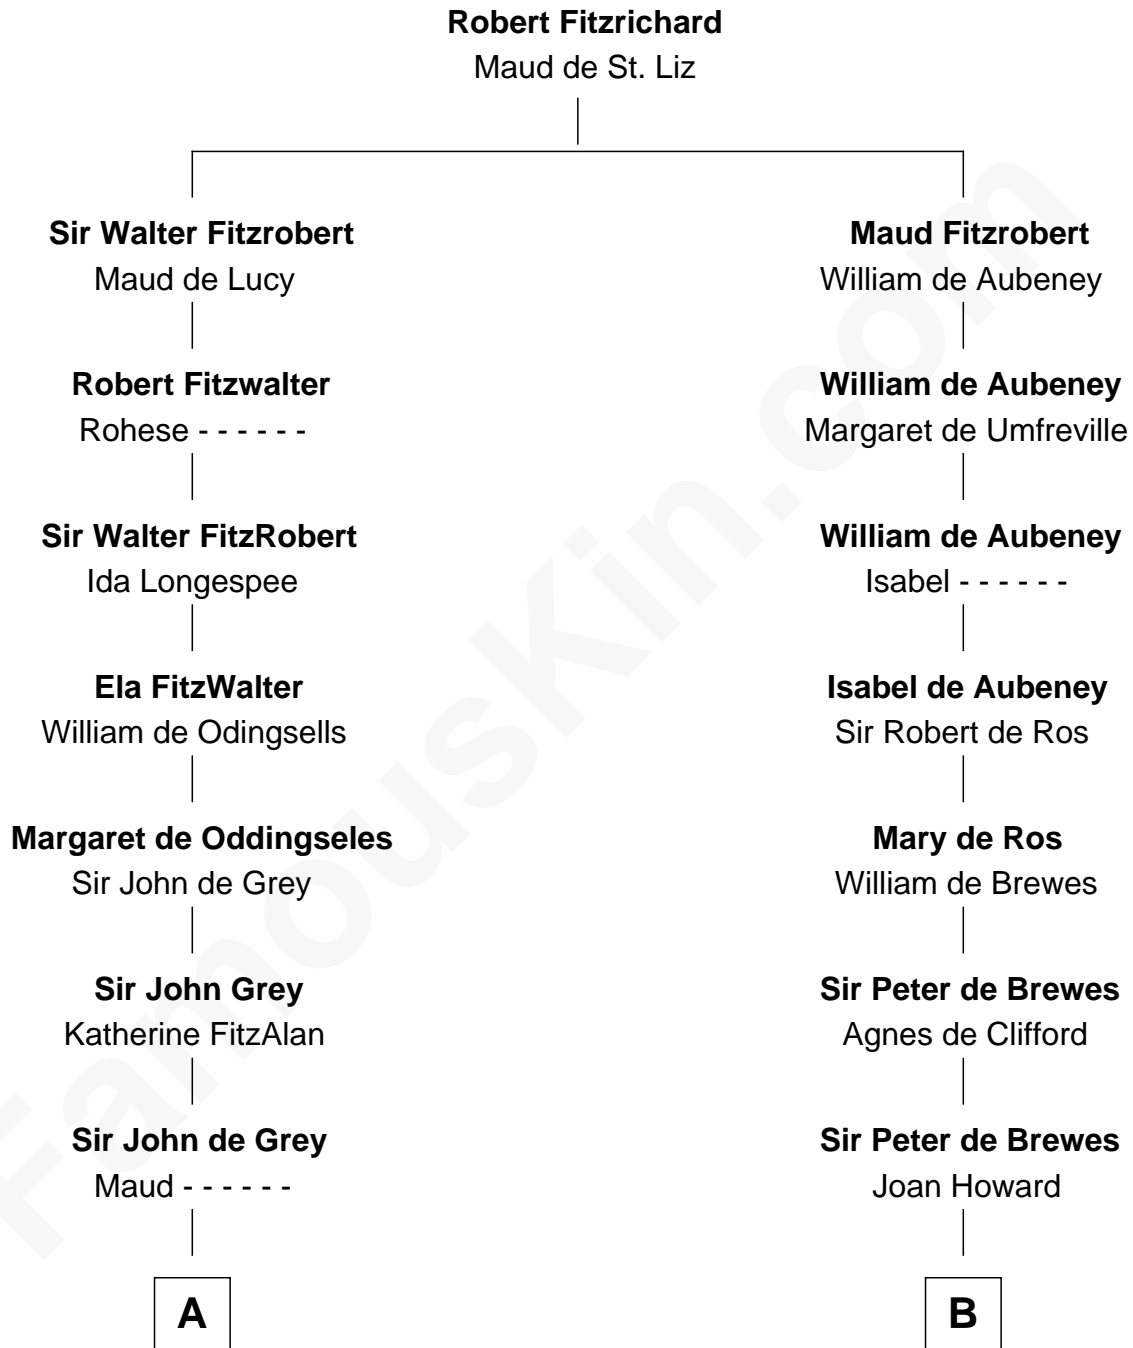 Robert Fitzrichard
Maud de St. Liz
Sir Walter Fitzrobert
Maud de Lucy
Maud Fitzrobert
William de Aubeney
Robert Fitzwalter
Rohese - - - - - -
William de Aubeney
Margaret de Umfreville
Sir Walter FitzRobert
Ida Longespee
William de Aubeney
Isabel - - - - - -
Ela FitzWalter
William de Odingsells
Isabel de Aubeney
Sir Robert de Ros
Margaret de Oddingseles
Sir John de Grey
Mary de Ros
William de Brewes
Sir John Grey
Katherine FitzAlan
Sir Peter de Brewes
Agnes de Clifford
Sir John de Grey
Maud - - - - - -
Sir Peter de Brewes
Joan Howard
A
B
FamousKin.com